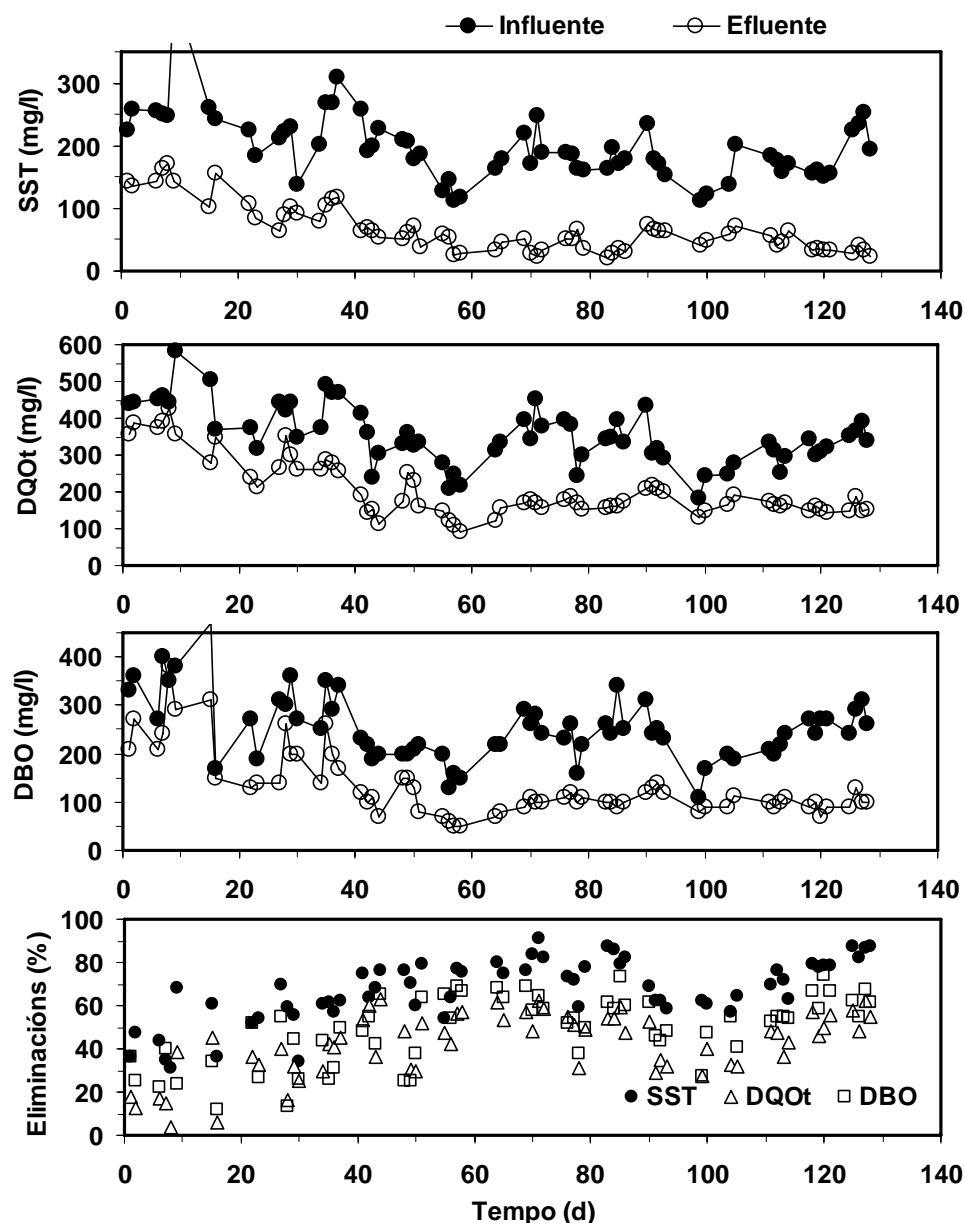 Influente Efluente
SST (mg/l)
300
200
100
0
0 20 40 60 80 100 120 140
DQOt (mg/l)
600
500
400
300
200
100
0
0 20 40 60 80 100 120 140
DBO (mg/l)
400
300
200
100
0
0 20 40 60 80 100 120 140
Eliminacións (%)
100
80
60
40
20
0
SST DQOt DBO
0 20 40 60 80 100 120 140
Tempo (d)